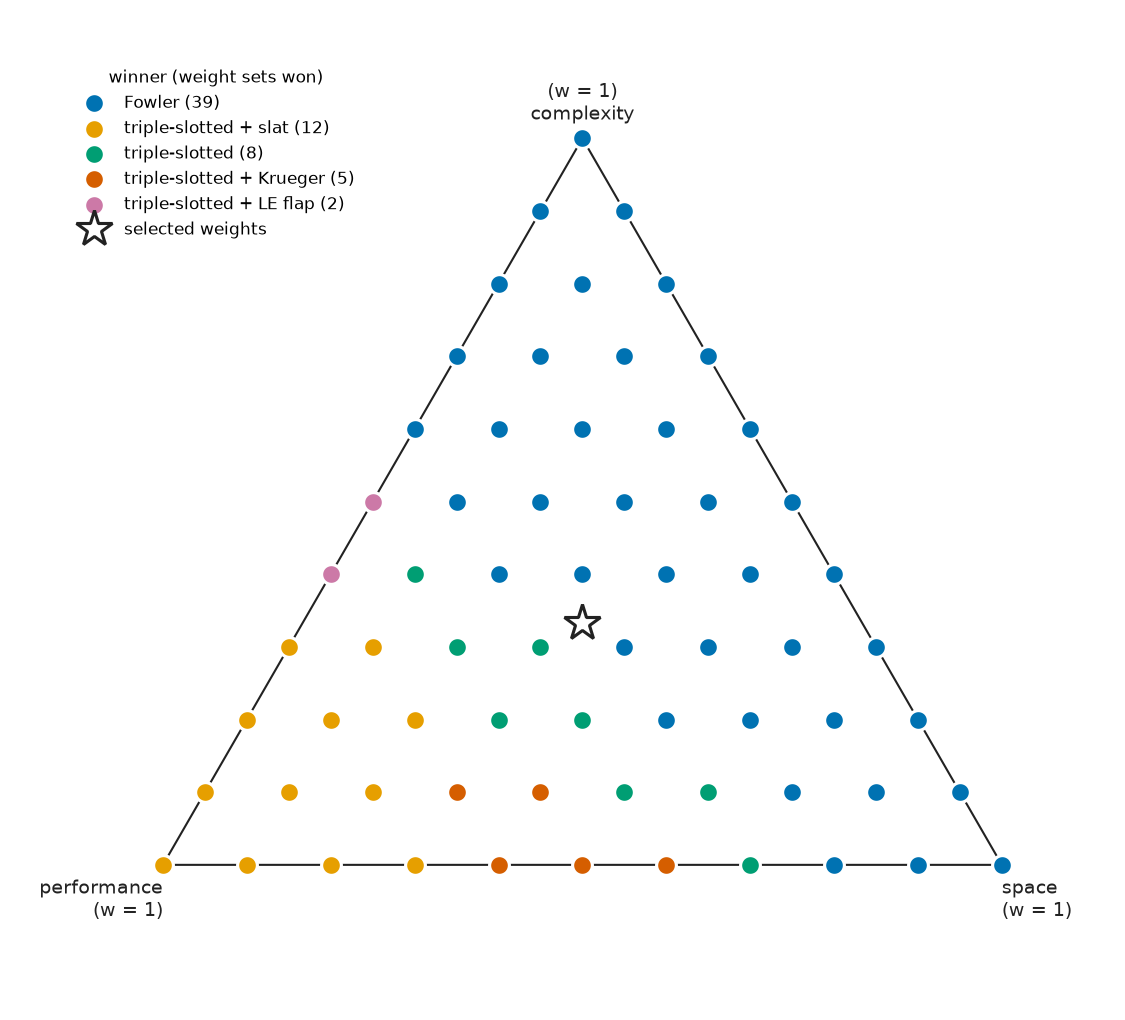 winner (weight sets won)
Fowler (39)
triple-slotted + slat (12)
triple-slotted (8)
triple-slotted + Krueger (5)
triple-slotted + LE flap (2)
selected weights
(w = 1)
complexity
performance
(w = 1)
space
(w = 1)